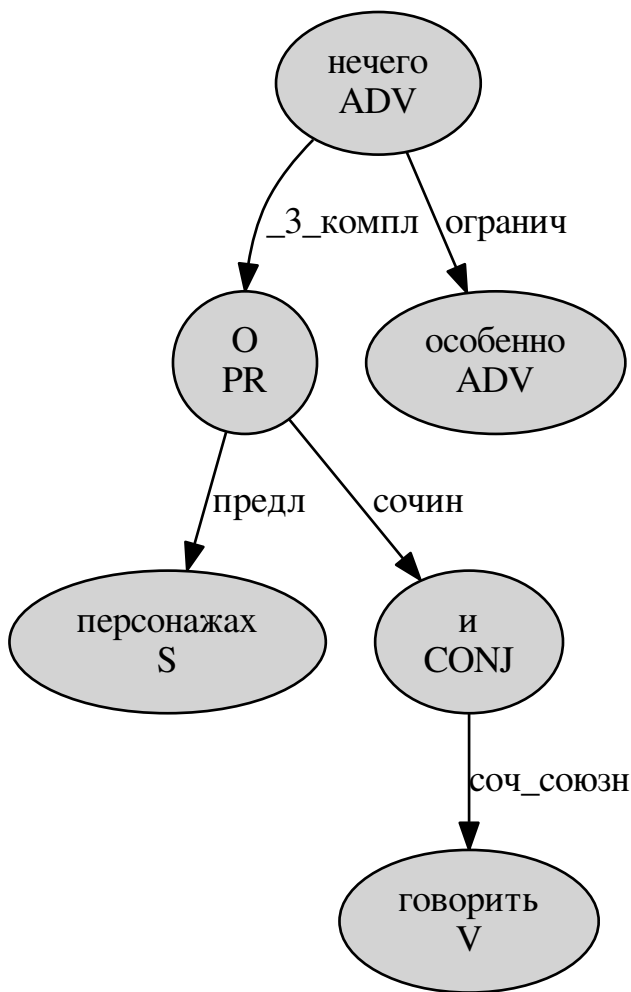 нечего
ADV
_3_компл
огранич
О
PR
особенно
ADV
предл
сочин
персонажах
S
и
CONJ
соч_союзн
говорить
V